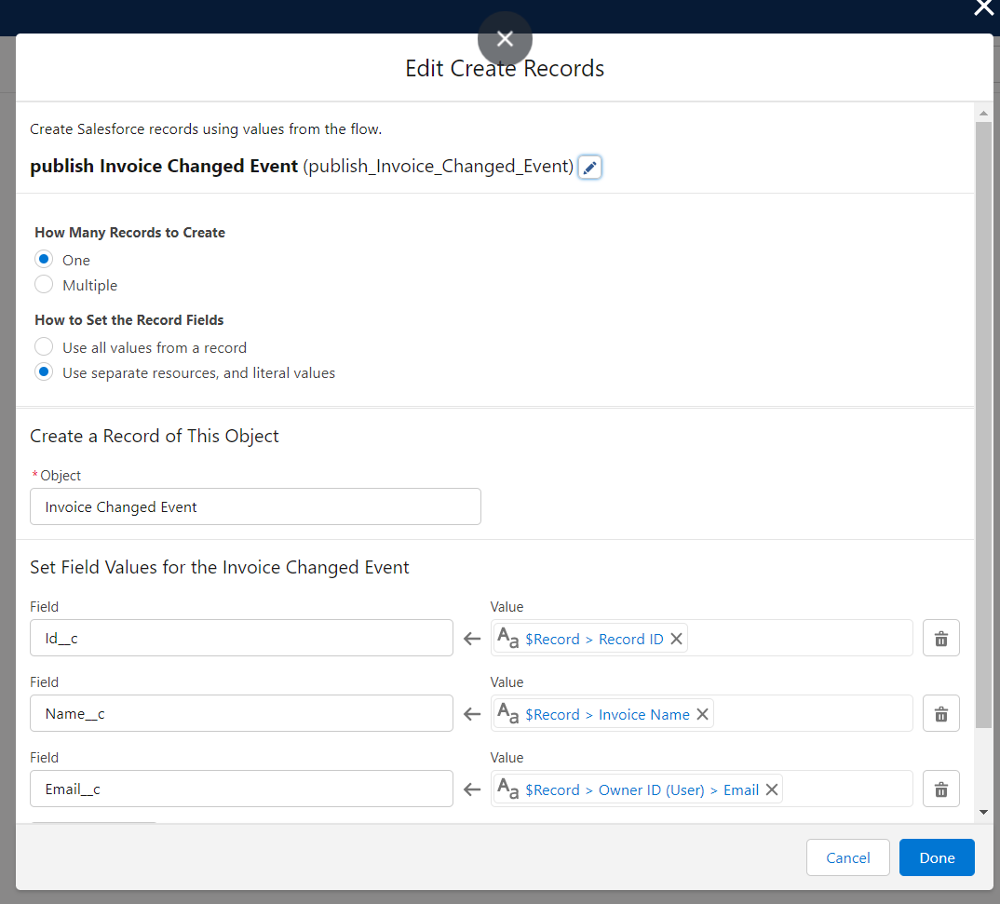 Edit Create Records
Create Salesforce records using values from the flow.
publish Invoice Changed Event (publish_Invoice_Changed_Event)
How Many Records to Create
One
Multiple
How to Set the Record Fields
Use all values from a record
Use separate resources, and literal values
Create a Record of This Object
*Object
Invoice Changed Event
Set Field Values for the Invoice Changed Event
Field Value
Id__c Aa $Record > Record ID
Field Value
Name__c Aa $Record > Invoice Name
Field Value
Email__c Aa $Record > Owner ID (User) > Email
Cancel Done